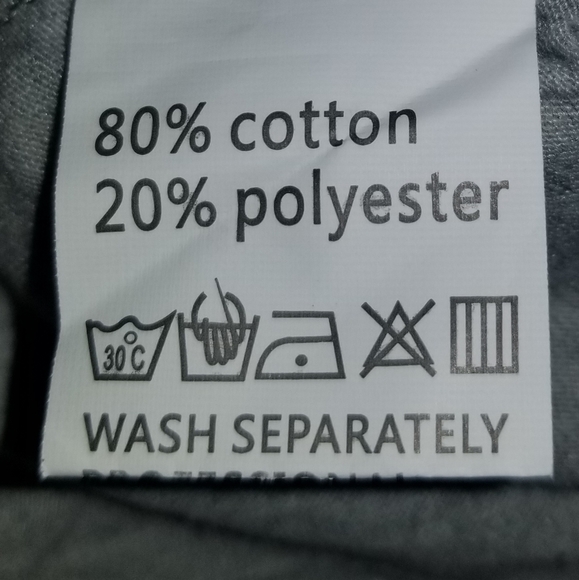 80% cotton
20% polyester
30°C
WASH SEPARATELY